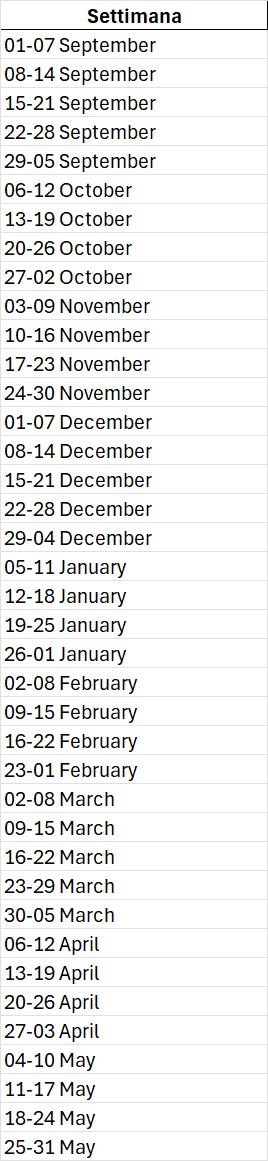 Settimana
01-07 September
08-14 September
15-21 September
22-28 September
29-05 September
06-12 October
13-19 October
20-26 October
27-02 October
03-09 November
10-16 November
17-23 November
24-30 November
01-07 December
08-14 December
15-21 December
22-28 December
29-04 December
05-11 January
12-18 January
19-25 January
26-01 January
02-08 February
09-15 February
16-22 February
23-01 February
02-08 March
09-15 March
16-22 March
23-29 March
30-05 March
06-12 April
13-19 April
20-26 April
27-03 April
04-10 May
11-17 May
18-24 May
25-31 May